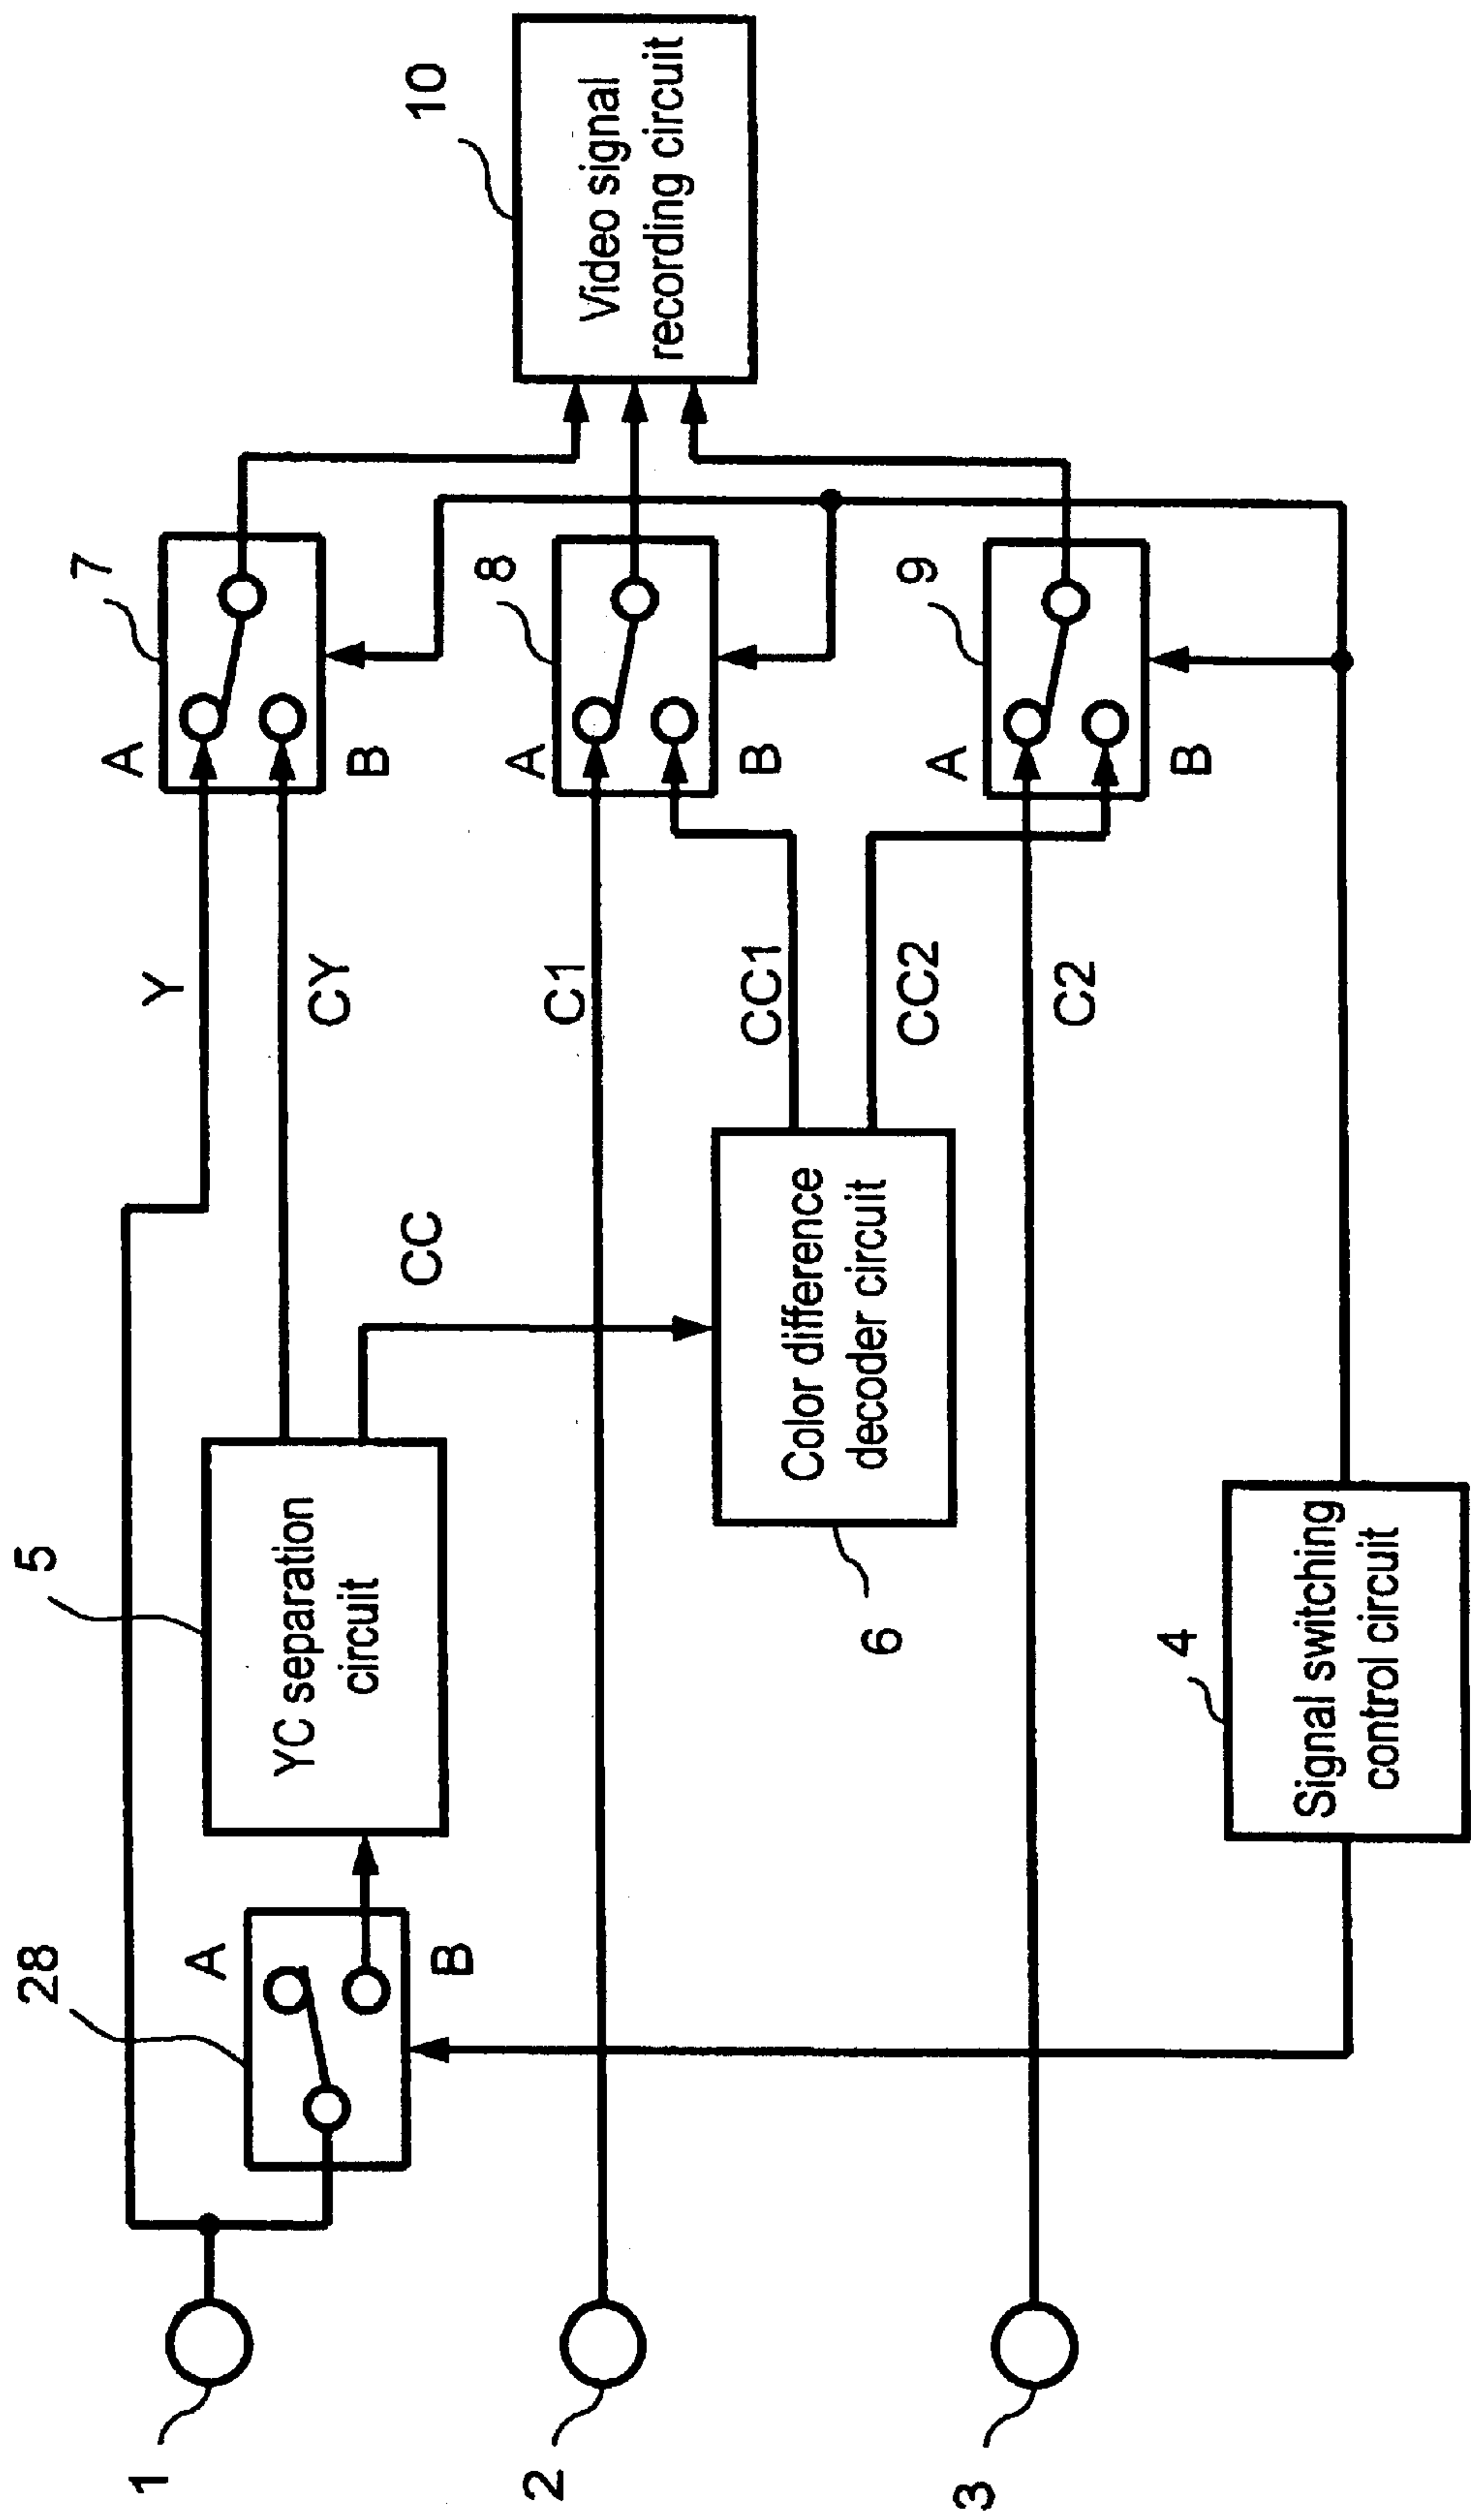 1
2
3
28
A
B
5
YC separation
circuit
CC
Color difference
decoder circuit
6
4
Signal switching
control circuit
Y
CY
C1
CC1
CC2
C2
7
A
B
8
A
B
9
A
B
10
Video signal
recording circuit